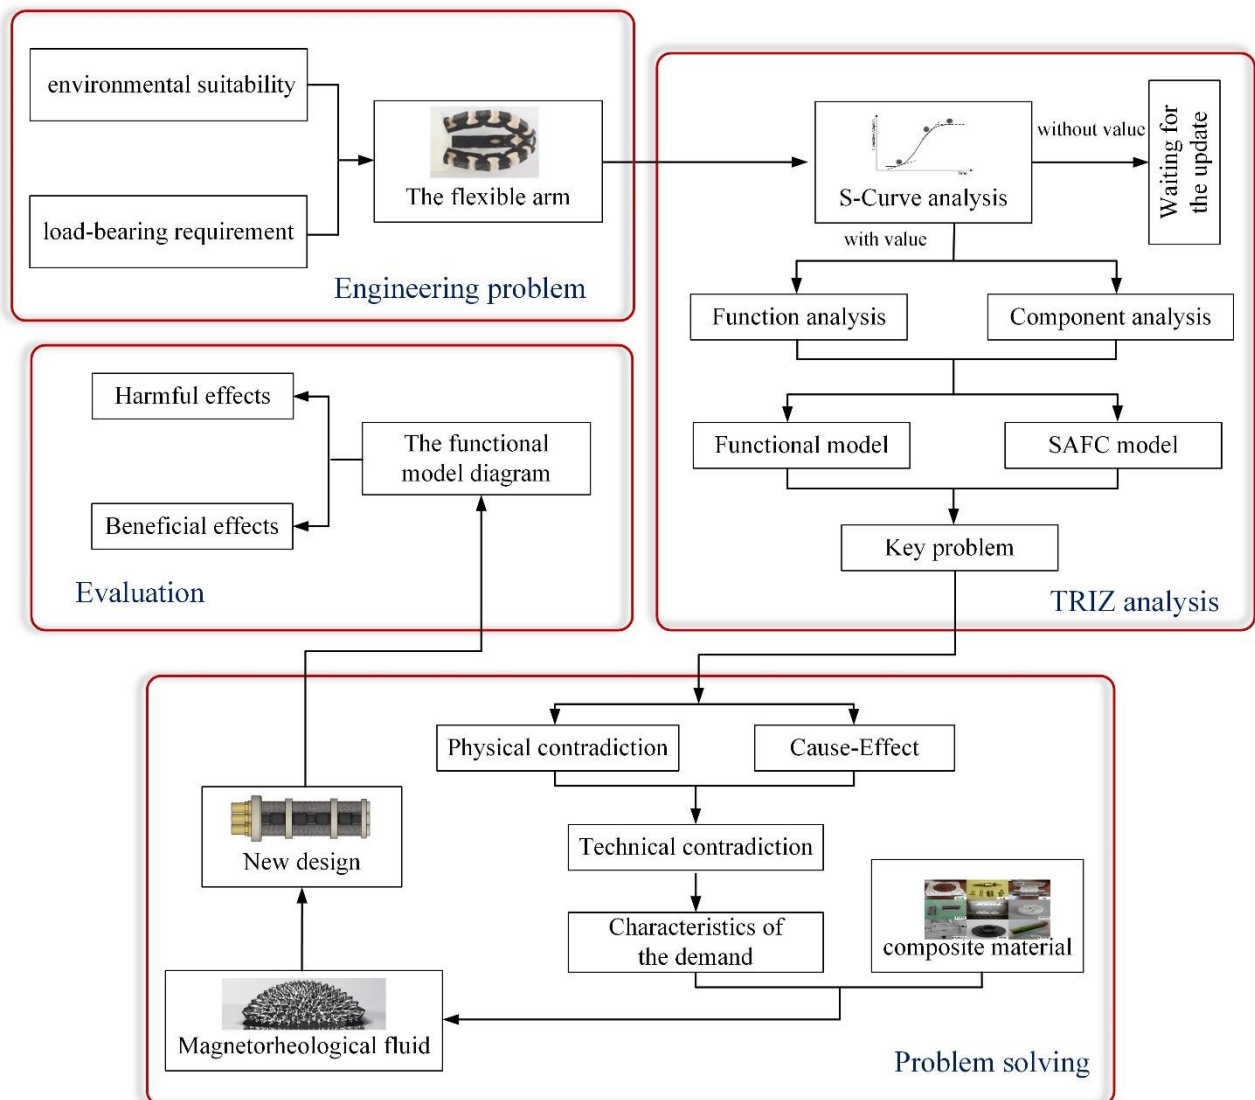 environmental suitability
load-bearing requirement
The flexible arm
Engineering problem
S-Curve analysis
without value
Waiting for
the update
with value
Function analysis
Component analysis
Functional model
SAFC model
Key problem
TRIZ analysis
Harmful effects
Beneficial effects
The functional
model diagram
Evaluation
Physical contradiction
Cause-Effect
Technical contradiction
Characteristics of
the demand
composite material
New design
Magnetorheological fluid
Problem solving